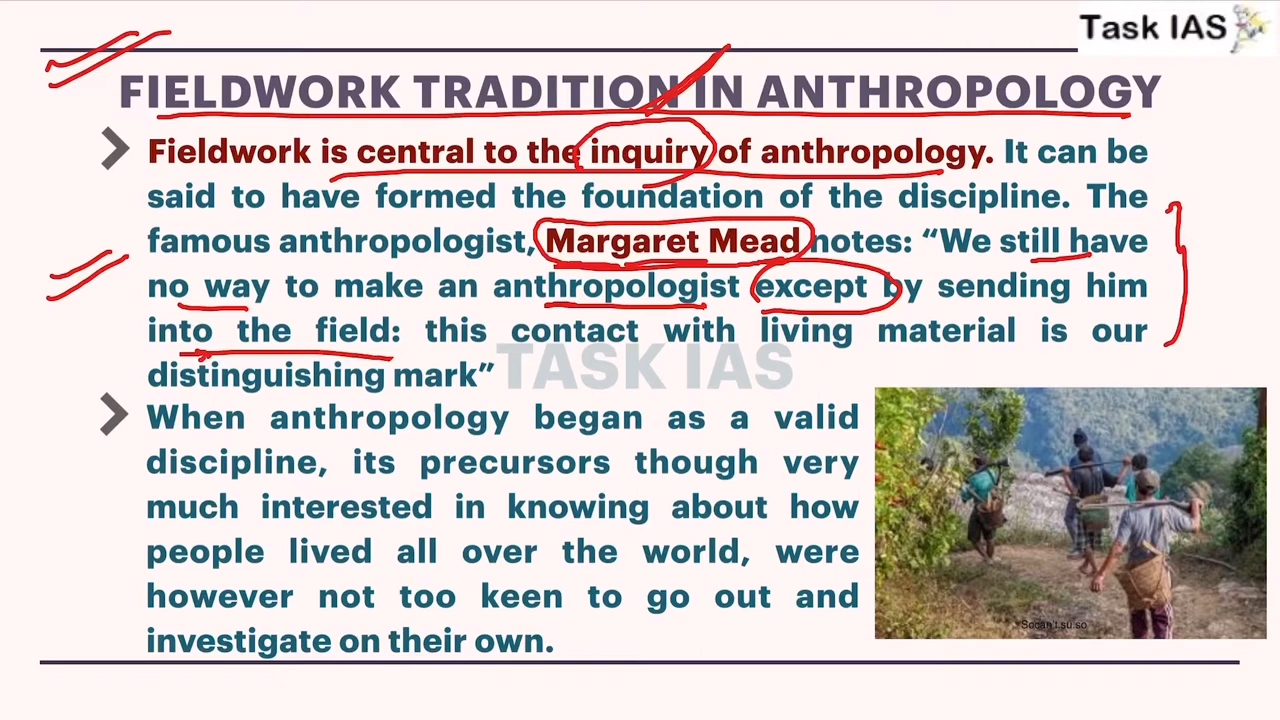 Task IAS
FIELDWORK TRADITION IN ANTHROPOLOGY
Fieldwork is central to the inquiry of anthropology. It can be
said to have formed the foundation of the discipline. The
famous anthropologist, Margaret Mead notes: “We still have
no way to make an anthropologist except by sending him
into the field: this contact with living material is our
distinguishing mark”
TASK IAS
When anthropology began as a valid
discipline, its precursors though very
much interested in knowing about how
people lived all over the world, were
however not too keen to go out and
investigate on their own.